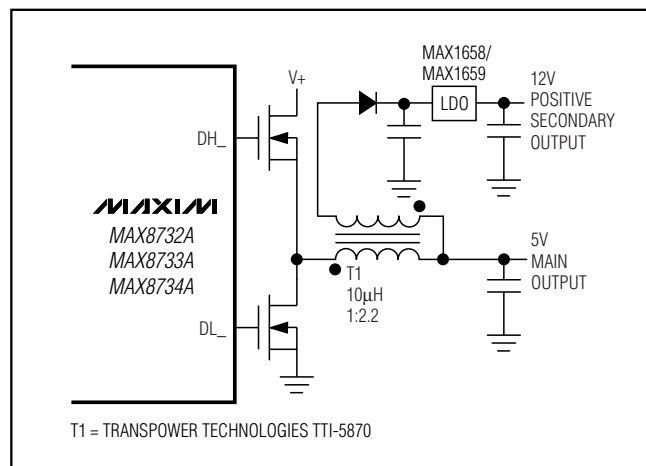 MAX1658/
MAX1659
V+
LDO
12V
POSITIVE
SECONDARY
OUTPUT
DH_
MAXIM
MAX8732A
MAX8733A
MAX8734A
5V
MAIN
OUTPUT
T1
10μH
1:2.2
DL_
T1 = TRANSPOWER TECHNOLOGIES TTI-5870